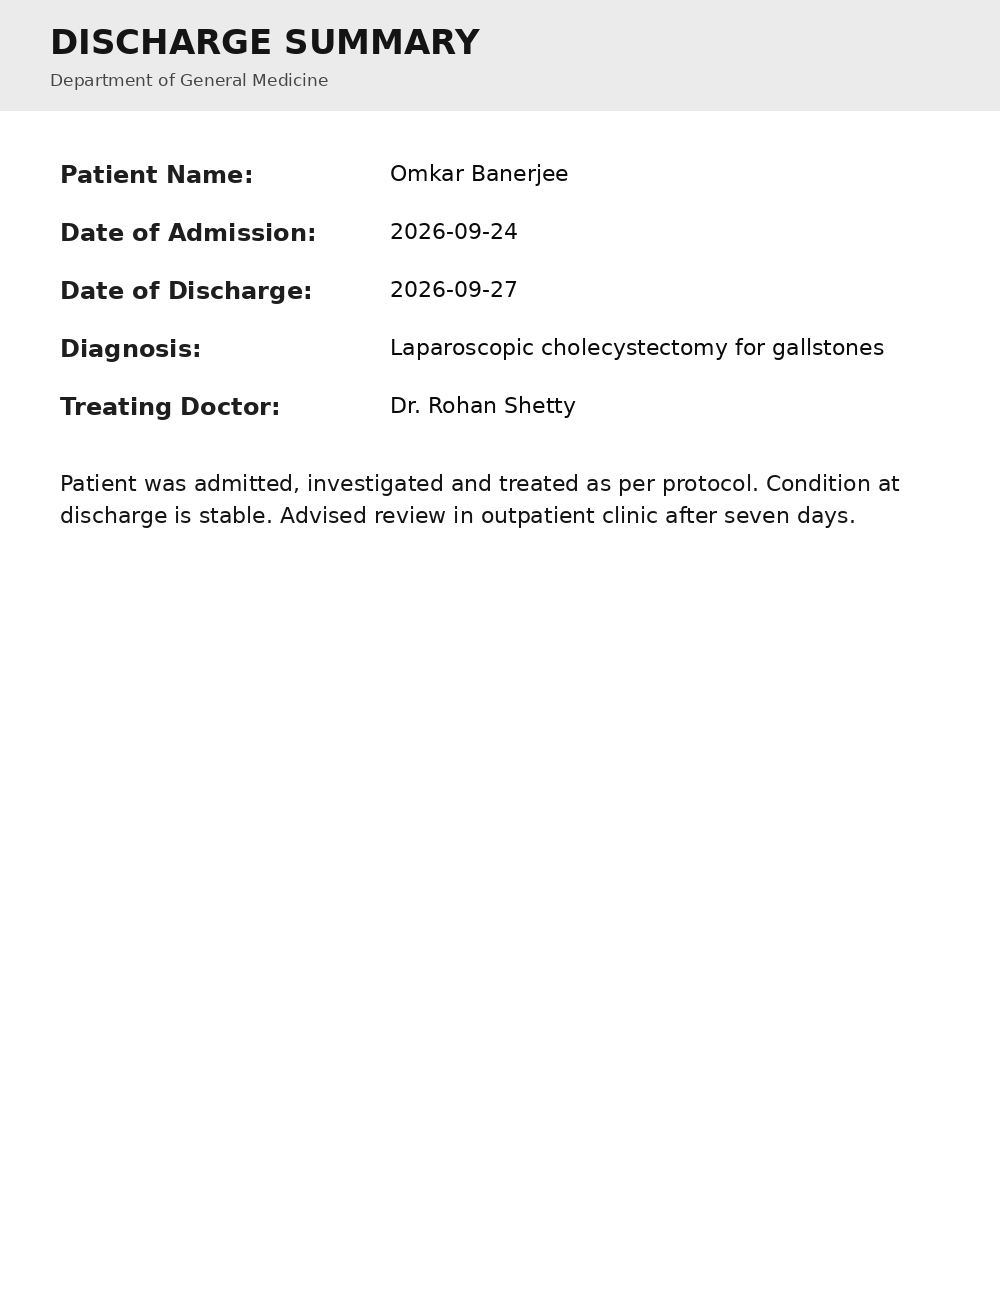 DISCHARGE SUMMARY
Department of General Medicine
Patient Name: Omkar Banerjee
Date of Admission: 2026-09-24
Date of Discharge: 2026-09-27
Diagnosis: Laparoscopic cholecystectomy for gallstones
Treating Doctor: Dr. Rohan Shetty
Patient was admitted, investigated and treated as per protocol. Condition at
discharge is stable. Advised review in outpatient clinic after seven days.